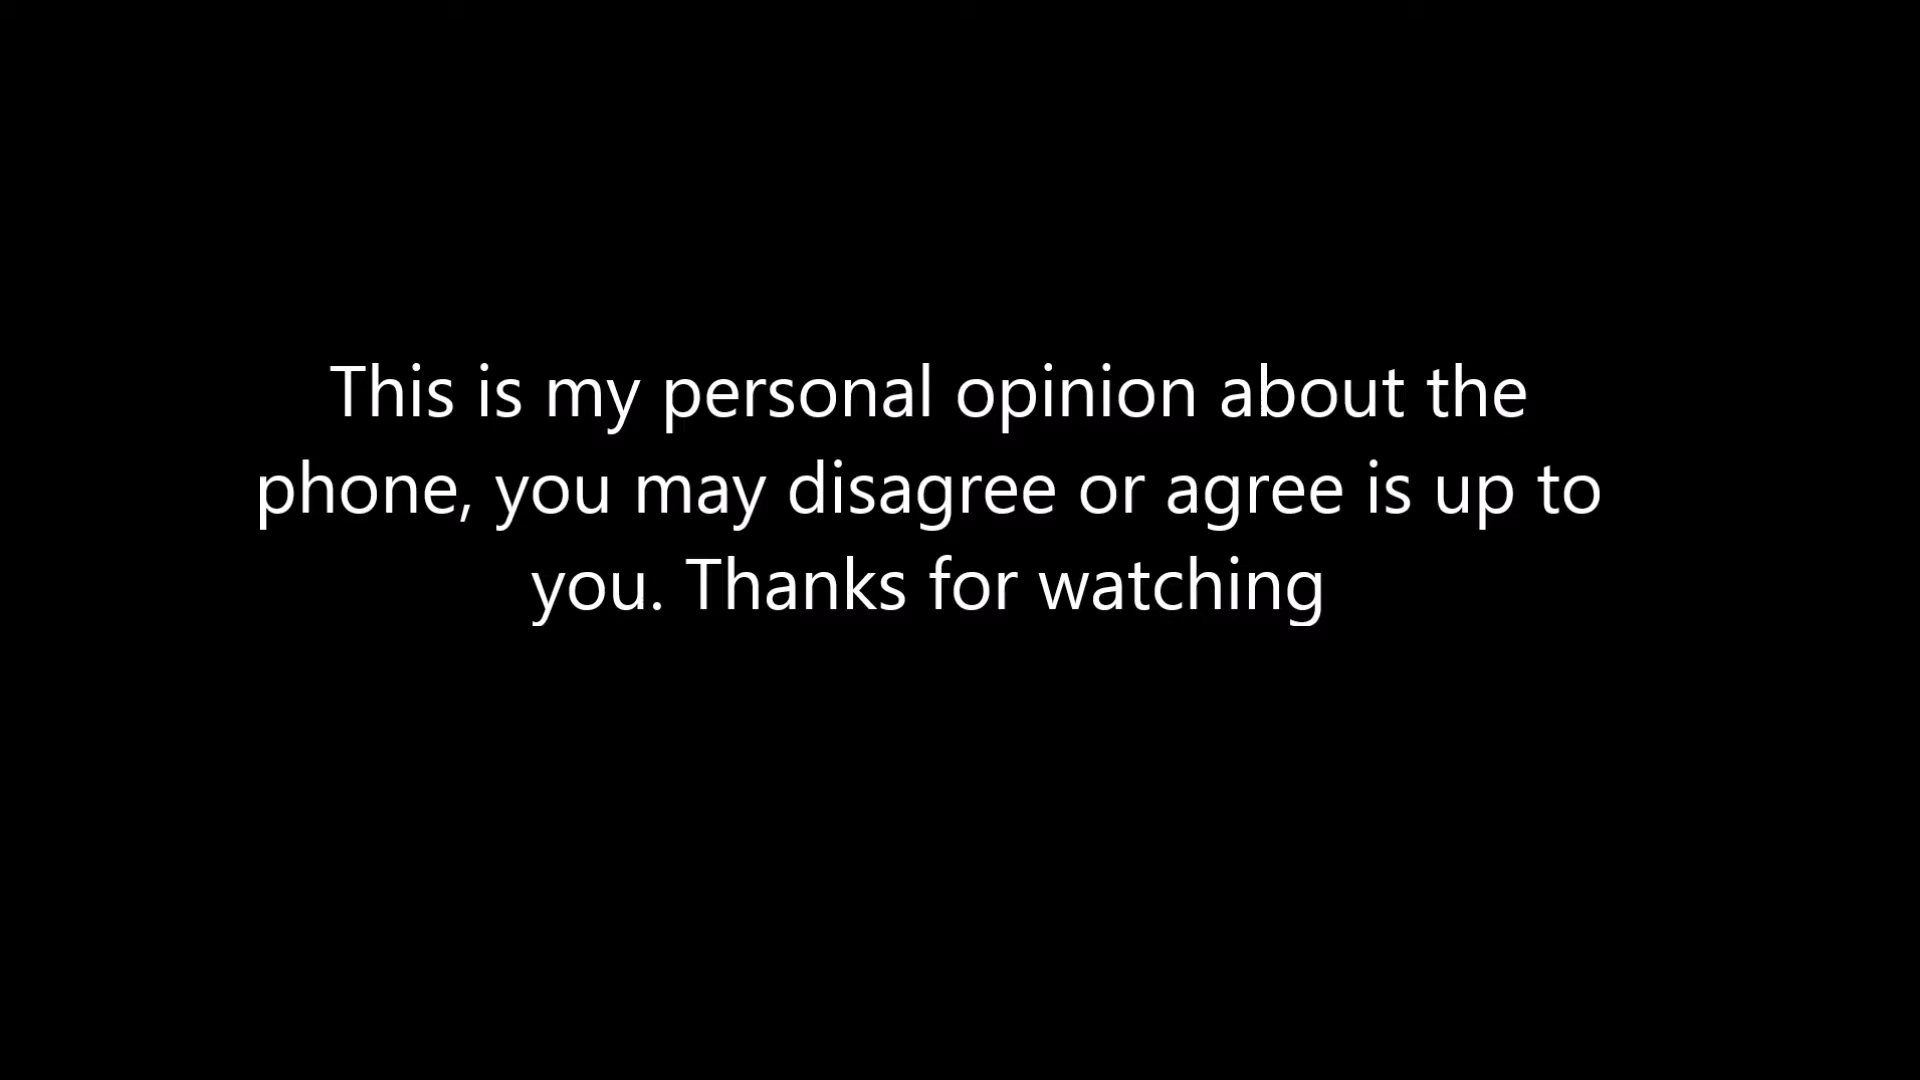 This is my personal opinion about the
phone, you may disagree or agree is up to
you. Thanks for watching